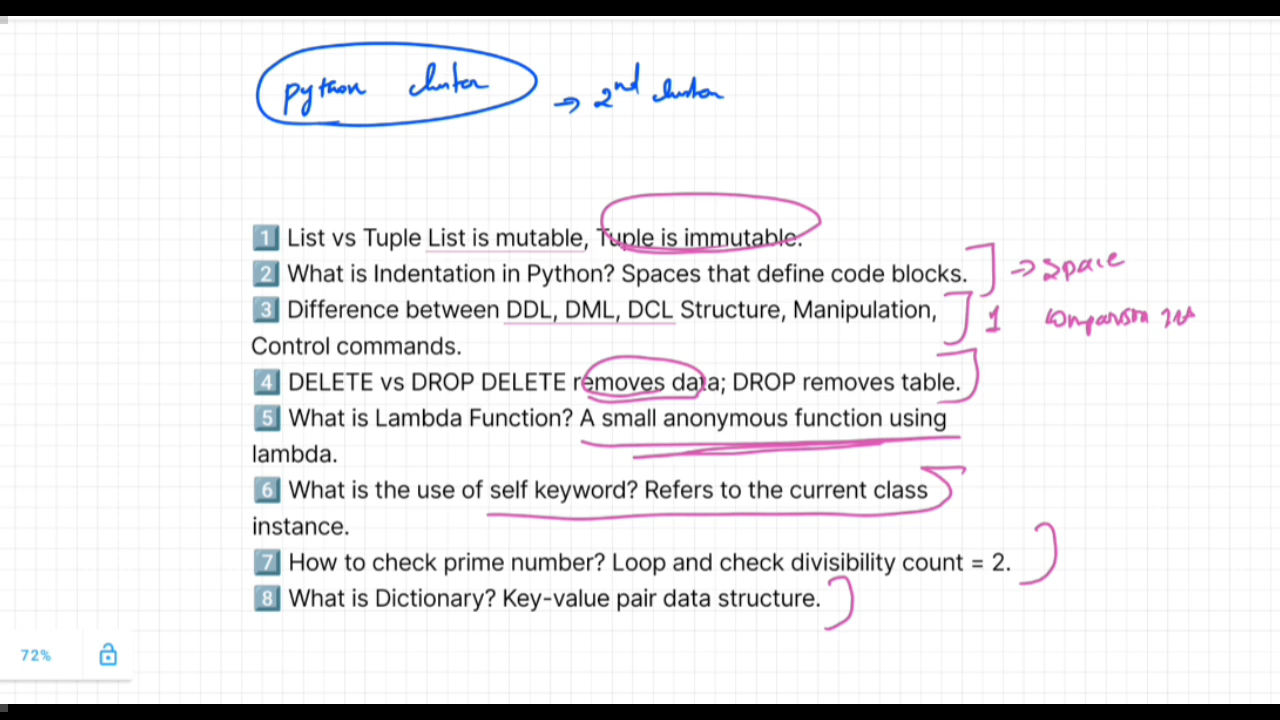 python cluster → 2nd cluster
1 List vs Tuple List is mutable, Tuple is immutable.
2 What is Indentation in Python? Spaces that define code blocks. → space
3 Difference between DDL, DML, DCL Structure, Manipulation, 1 comparison
Control commands.
4 DELETE vs DROP DELETE removes data; DROP removes table.
5 What is Lambda Function? A small anonymous function using
lambda.
6 What is the use of self keyword? Refers to the current class
instance.
7 How to check prime number? Loop and check divisibility count = 2.
8 What is Dictionary? Key-value pair data structure.
72%